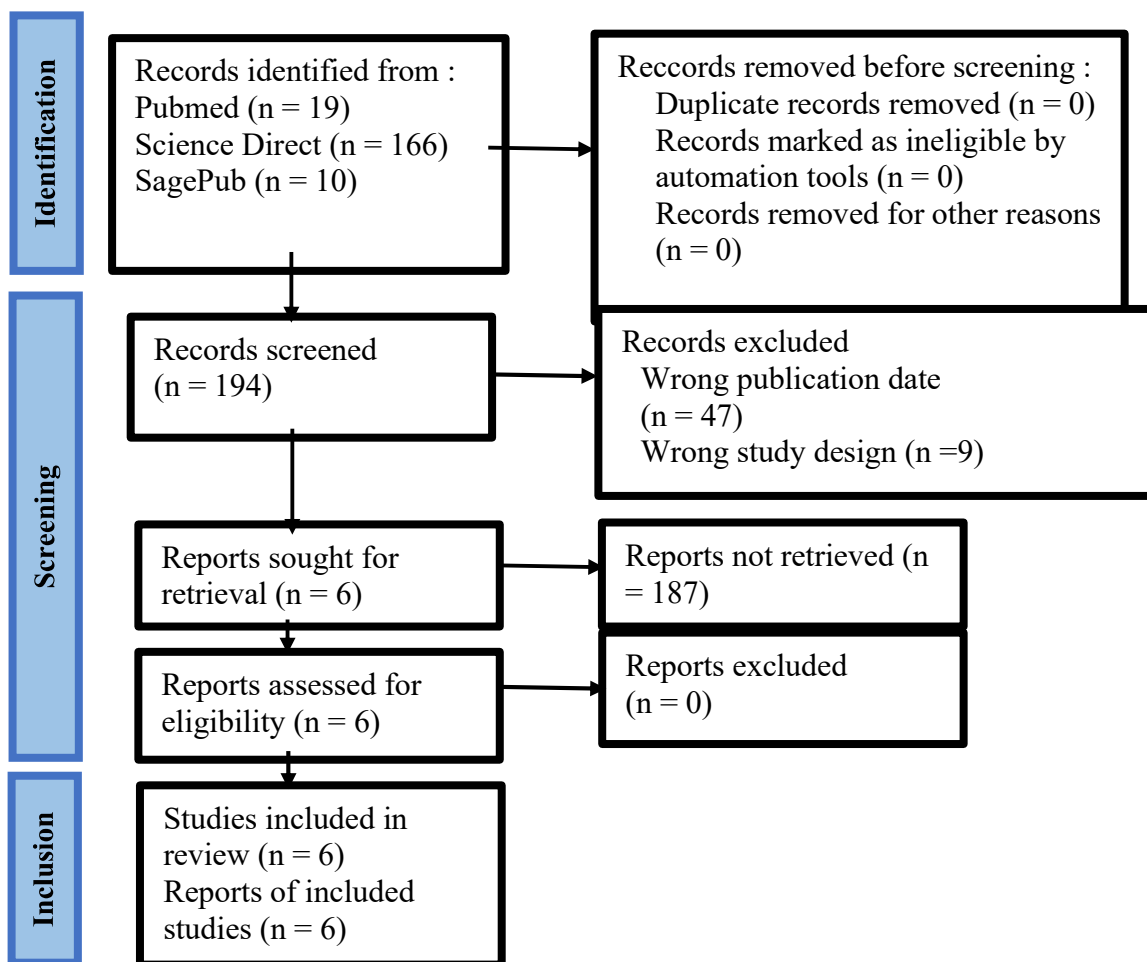 Identification
Records identified from :
Pubmed (n = 19)
Science Direct (n = 166)
SagePub (n = 10)
Reccords removed before screening :
Duplicate records removed (n = 0)
Records marked as ineligible by
automation tools (n = 0)
Records removed for other reasons
(n = 0)
Screening
Records screened
(n = 194)
Records excluded
Wrong publication date
(n = 47)
Wrong study design (n =9)
Reports sought for
retrieval (n = 6)
Reports not retrieved (n
= 187)
Reports assessed for
eligibility (n = 6)
Reports excluded
(n = 0)
Inclusion
Studies included in
review (n = 6)
Reports of included
studies (n = 6)